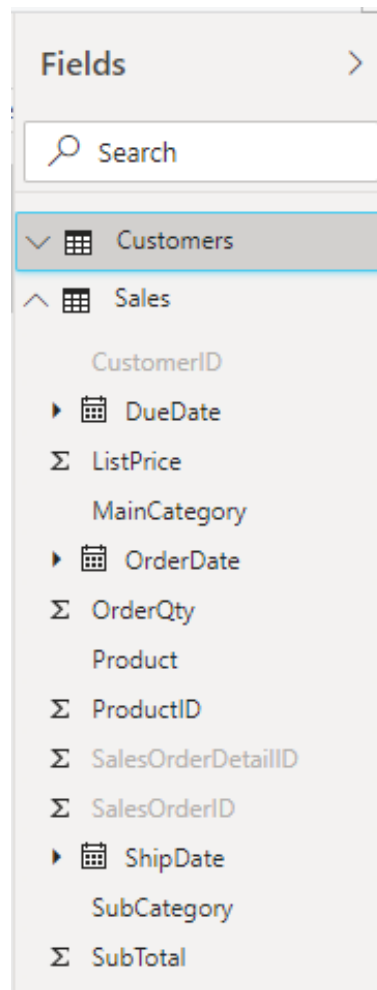 Fields
Search
Customers
Sales
CustomerID
DueDate
Σ ListPrice
MainCategory
OrderDate
Σ OrderQty
Product
Σ ProductID
Σ SalesOrderDetailID
Σ SalesOrderID
ShipDate
SubCategory
Σ SubTotal